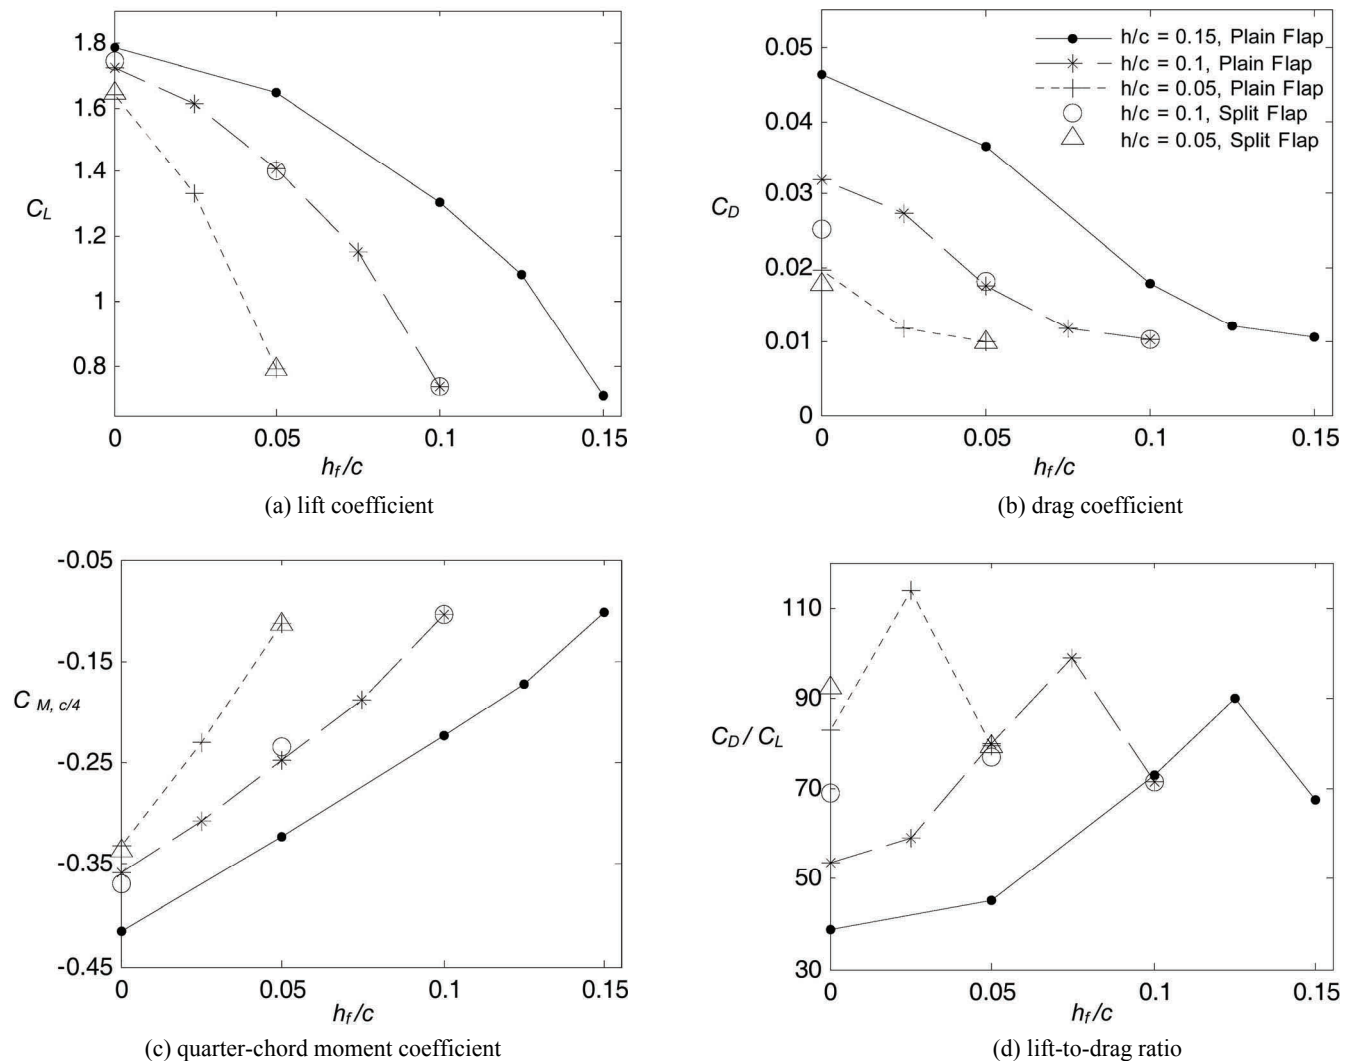 1.8
1.6
1.4
1.2
1
0.8
C_L
0
0.05
0.1
0.15
h_f/c
(a) lift coefficient
0.05
0.04
0.03
0.02
0.01
0
C_D
h/c = 0.15, Plain Flap
h/c = 0.1, Plain Flap
h/c = 0.05, Plain Flap
h/c = 0.1, Split Flap
h/c = 0.05, Split Flap
0
0.05
0.1
0.15
h_f/c
(b) drag coefficient
-0.05
-0.15
-0.25
-0.35
-0.45
C_{M, c/4}
0
0.05
0.1
0.15
h_f/c
(c) quarter-chord moment coefficient
110
90
70
50
30
C_D / C_L
0
0.05
0.1
0.15
h_f/c
(d) lift-to-drag ratio